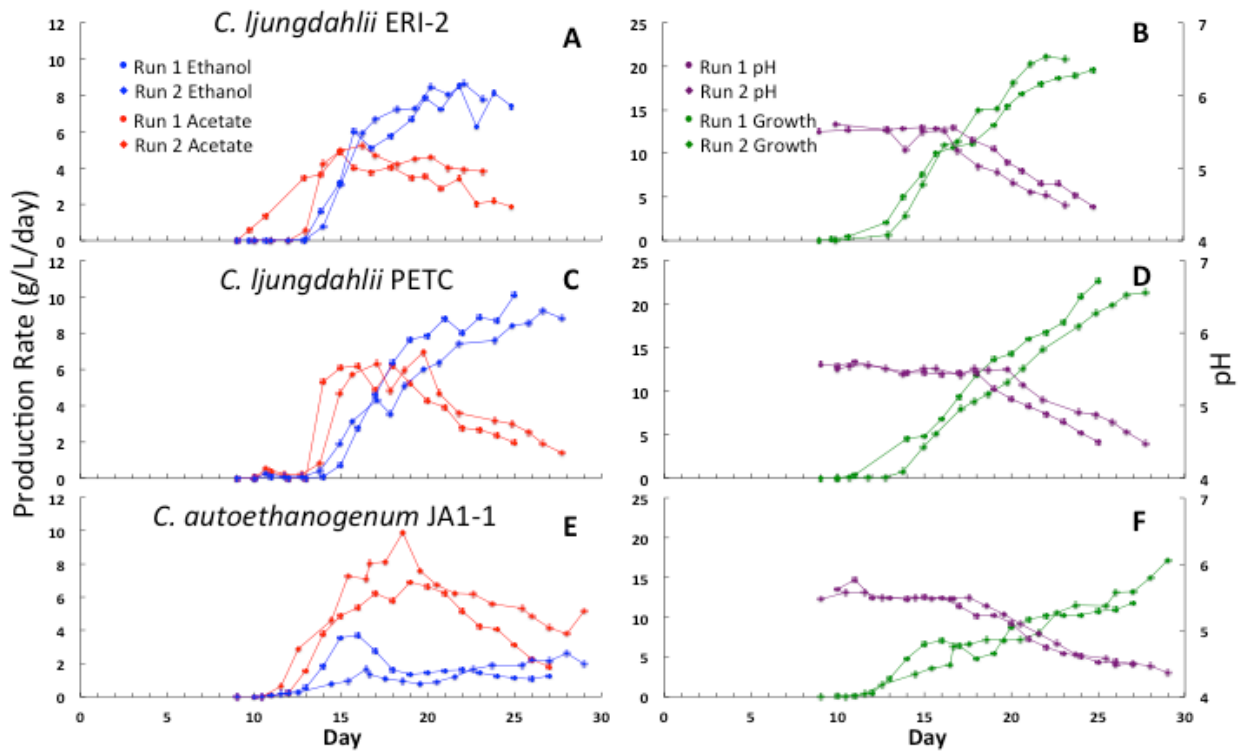 C. ljungdahlii ERI-2
A
B
Run 1 Ethanol
Run 2 Ethanol
Run 1 Acetate
Run 2 Acetate
Run 1 pH
Run 2 pH
Run 1 Growth
Run 2 Growth
12
10
8
6
4
2
0
25
20
15
10
5
0
7
6
5
4
C. ljungdahlii PETC
C
D
12
10
8
6
4
2
0
25
20
15
10
5
0
7
6
5
4
C. autoethanogenum JA1-1
E
F
12
10
8
6
4
2
0
25
20
15
10
5
0
7
6
5
4
0 5 10 15 20 25 30
0 5 10 15 20 25 30
Day
Day
Production Rate (g/L/day)
pH